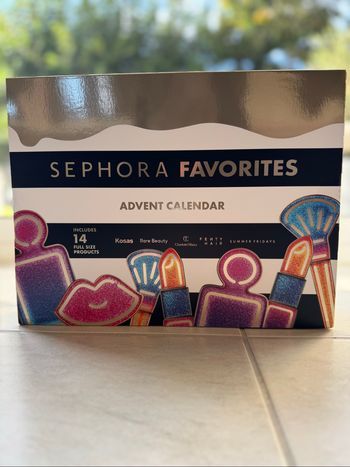 SEPHORA FAVORITES
ADVENT CALENDAR
INCLUDES
14
FULL SIZE
PRODUCTS
Kosas
Rare Beauty
Charlotte Tilbury
FENTY
HAIR
SUMMER FRIDAYS